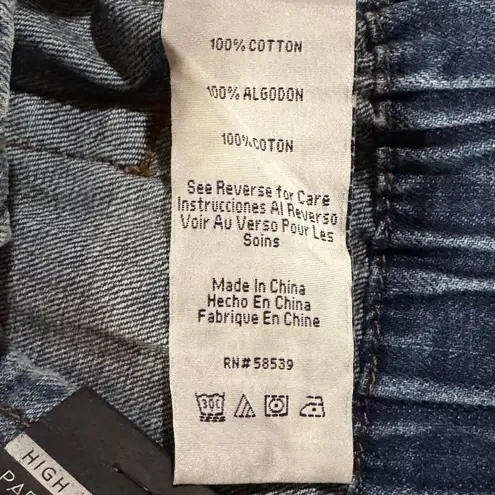 100% COTTON
100% ALGODON
100% COTON
See Reverse for Care
Instrucciones Al Reverso
Voir Au Verso Pour Les
Soins
Made In China
Hecho En China
Fabrique En Chine
RN#58539
30C
HIGH